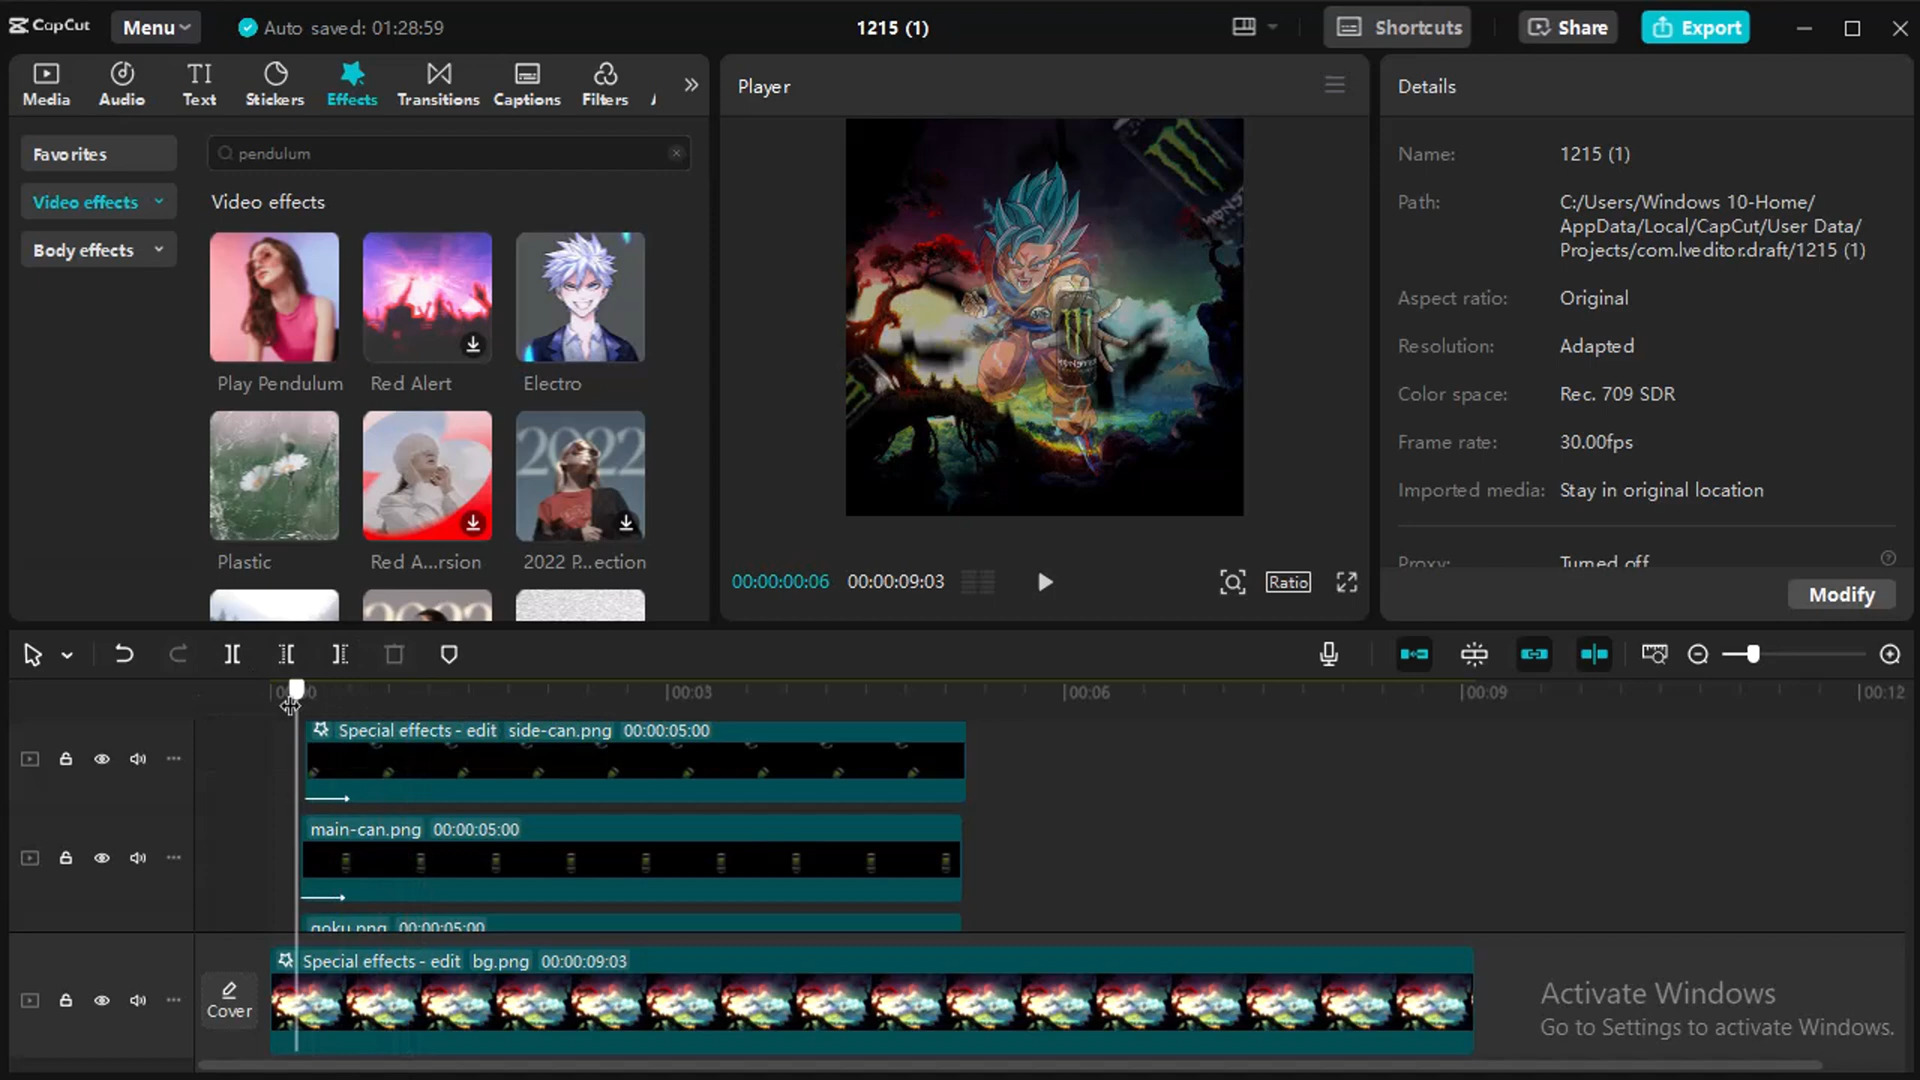 CapCut
Menu
Auto saved: 01:28:59
1215 (1)
Shortcuts
Share
Export
Media
Audio
TI
Text
Stickers
Effects
Transitions
Captions
Filters
Player
Details
Favorites
Video effects
Body effects
pendulum
Video effects
Play Pendulum
Red Alert
Electro
2022
2022
Plastic
Red A...rsion
2022 P...ection
Name:
1215 (1)
Path:
C:/Users/Windows 10-Home/
AppData/Local/CapCut/User Data/
Projects/com.lveditor.draft/1215 (1)
Aspect ratio:
Original
Resolution:
Adapted
Color space:
Rec. 709 SDR
Frame rate:
30.00fps
Imported media:
Stay in original location
Proxy:
Turned off
Modify
00:00:00:06
00:00:09:03
Ratio
00:03
00:06
00:09
00:12
Special effects - edit side-can.png 00:00:05:00
main-can.png 00:00:05:00
goku.png 00:00:05:00
Special effects - edit bg.png 00:00:09:03
Cover
Activate Windows
Go to Settings to activate Windows.